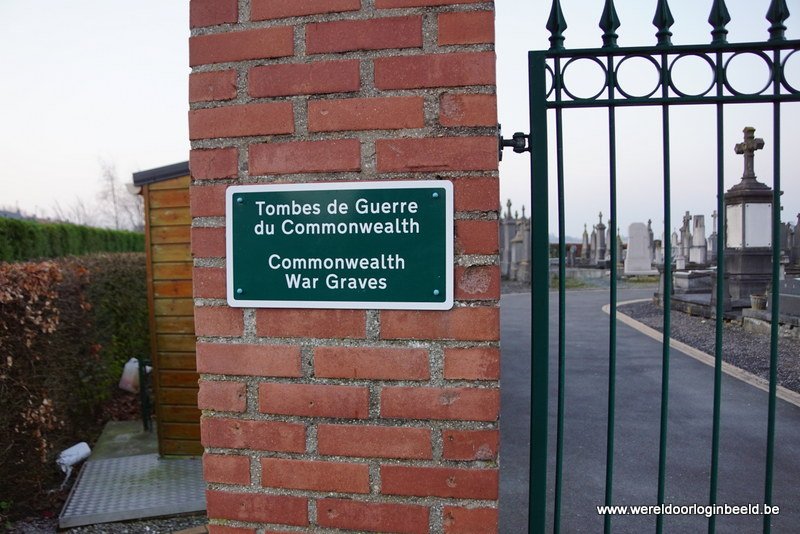 Tombes de Guerre
du Commonwealth
Commonwealth
War Graves
www.wereldoorloginbeeld.be